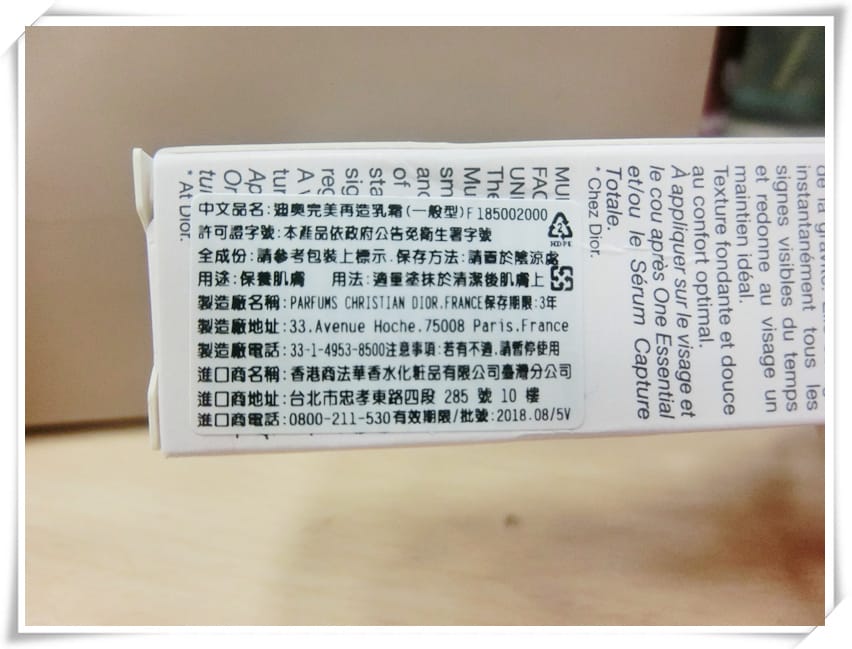 中文品名:迪奧完美再造乳霜(一般型)F185002000
許可證字號:本產品依政府公告免衛生署字號
全成份:請參考包裝上標示.保存方法:請置於陰涼處
用途:保養肌膚 用法:適量塗抹於清潔後肌膚上
製造廠名稱:PARFUMS CHRISTIAN DIOR.FRANCE保存期限:3年
製造廠地址:33.Avenue Hoche.75008 Paris.France
製造廠電話:33-1-4953-8500注意事項:若有不適.請暫停使用
進口商名稱:香港商法華香水化粧品有限公司臺灣分公司
進口商地址:台北市忠孝東路四段 285 號 10 樓
進口商電話:0800-211-530有效期限/批號:2018.08/5V
HDPE
instantanément tous les
signes visibles du temps
et redonne au visage un
maintien idéal.
Texture fondante et douce
au confort optimal.
À appliquer sur le visage et
le cou après One Essential
et/ou le Sérum Capture
Totale.
* Chez Dior.
* At Dior.